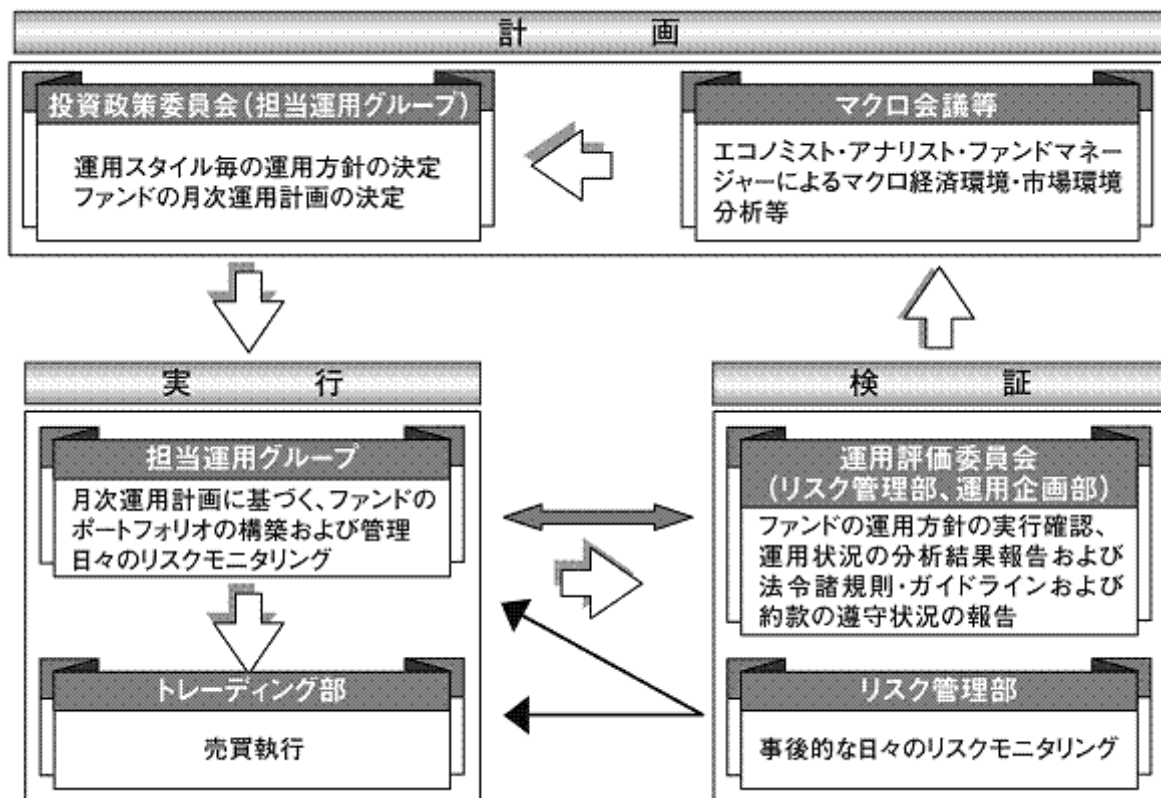 計画
投資政策委員会(担当運用グループ)
運用スタイル毎の運用方針の決定
ファンドの月次運用計画の決定
マクロ会議等
エコノミスト・アナリスト・ファンドマネー
ジャーによるマクロ経済環境・市場環境
分析等
実行
担当運用グループ
月次運用計画に基づく、ファンドの
ポートフォリオの構築および管理
日々のリスクモニタリング
トレーディング部
売買執行
検証
運用評価委員会
(リスク管理部、運用企画部)
ファンドの運用方針の実行確認、
運用状況の分析結果報告および
法令諸規則・ガイドラインおよび
約款の遵守状況の報告
リスク管理部
事後的な日々のリスクモニタリング